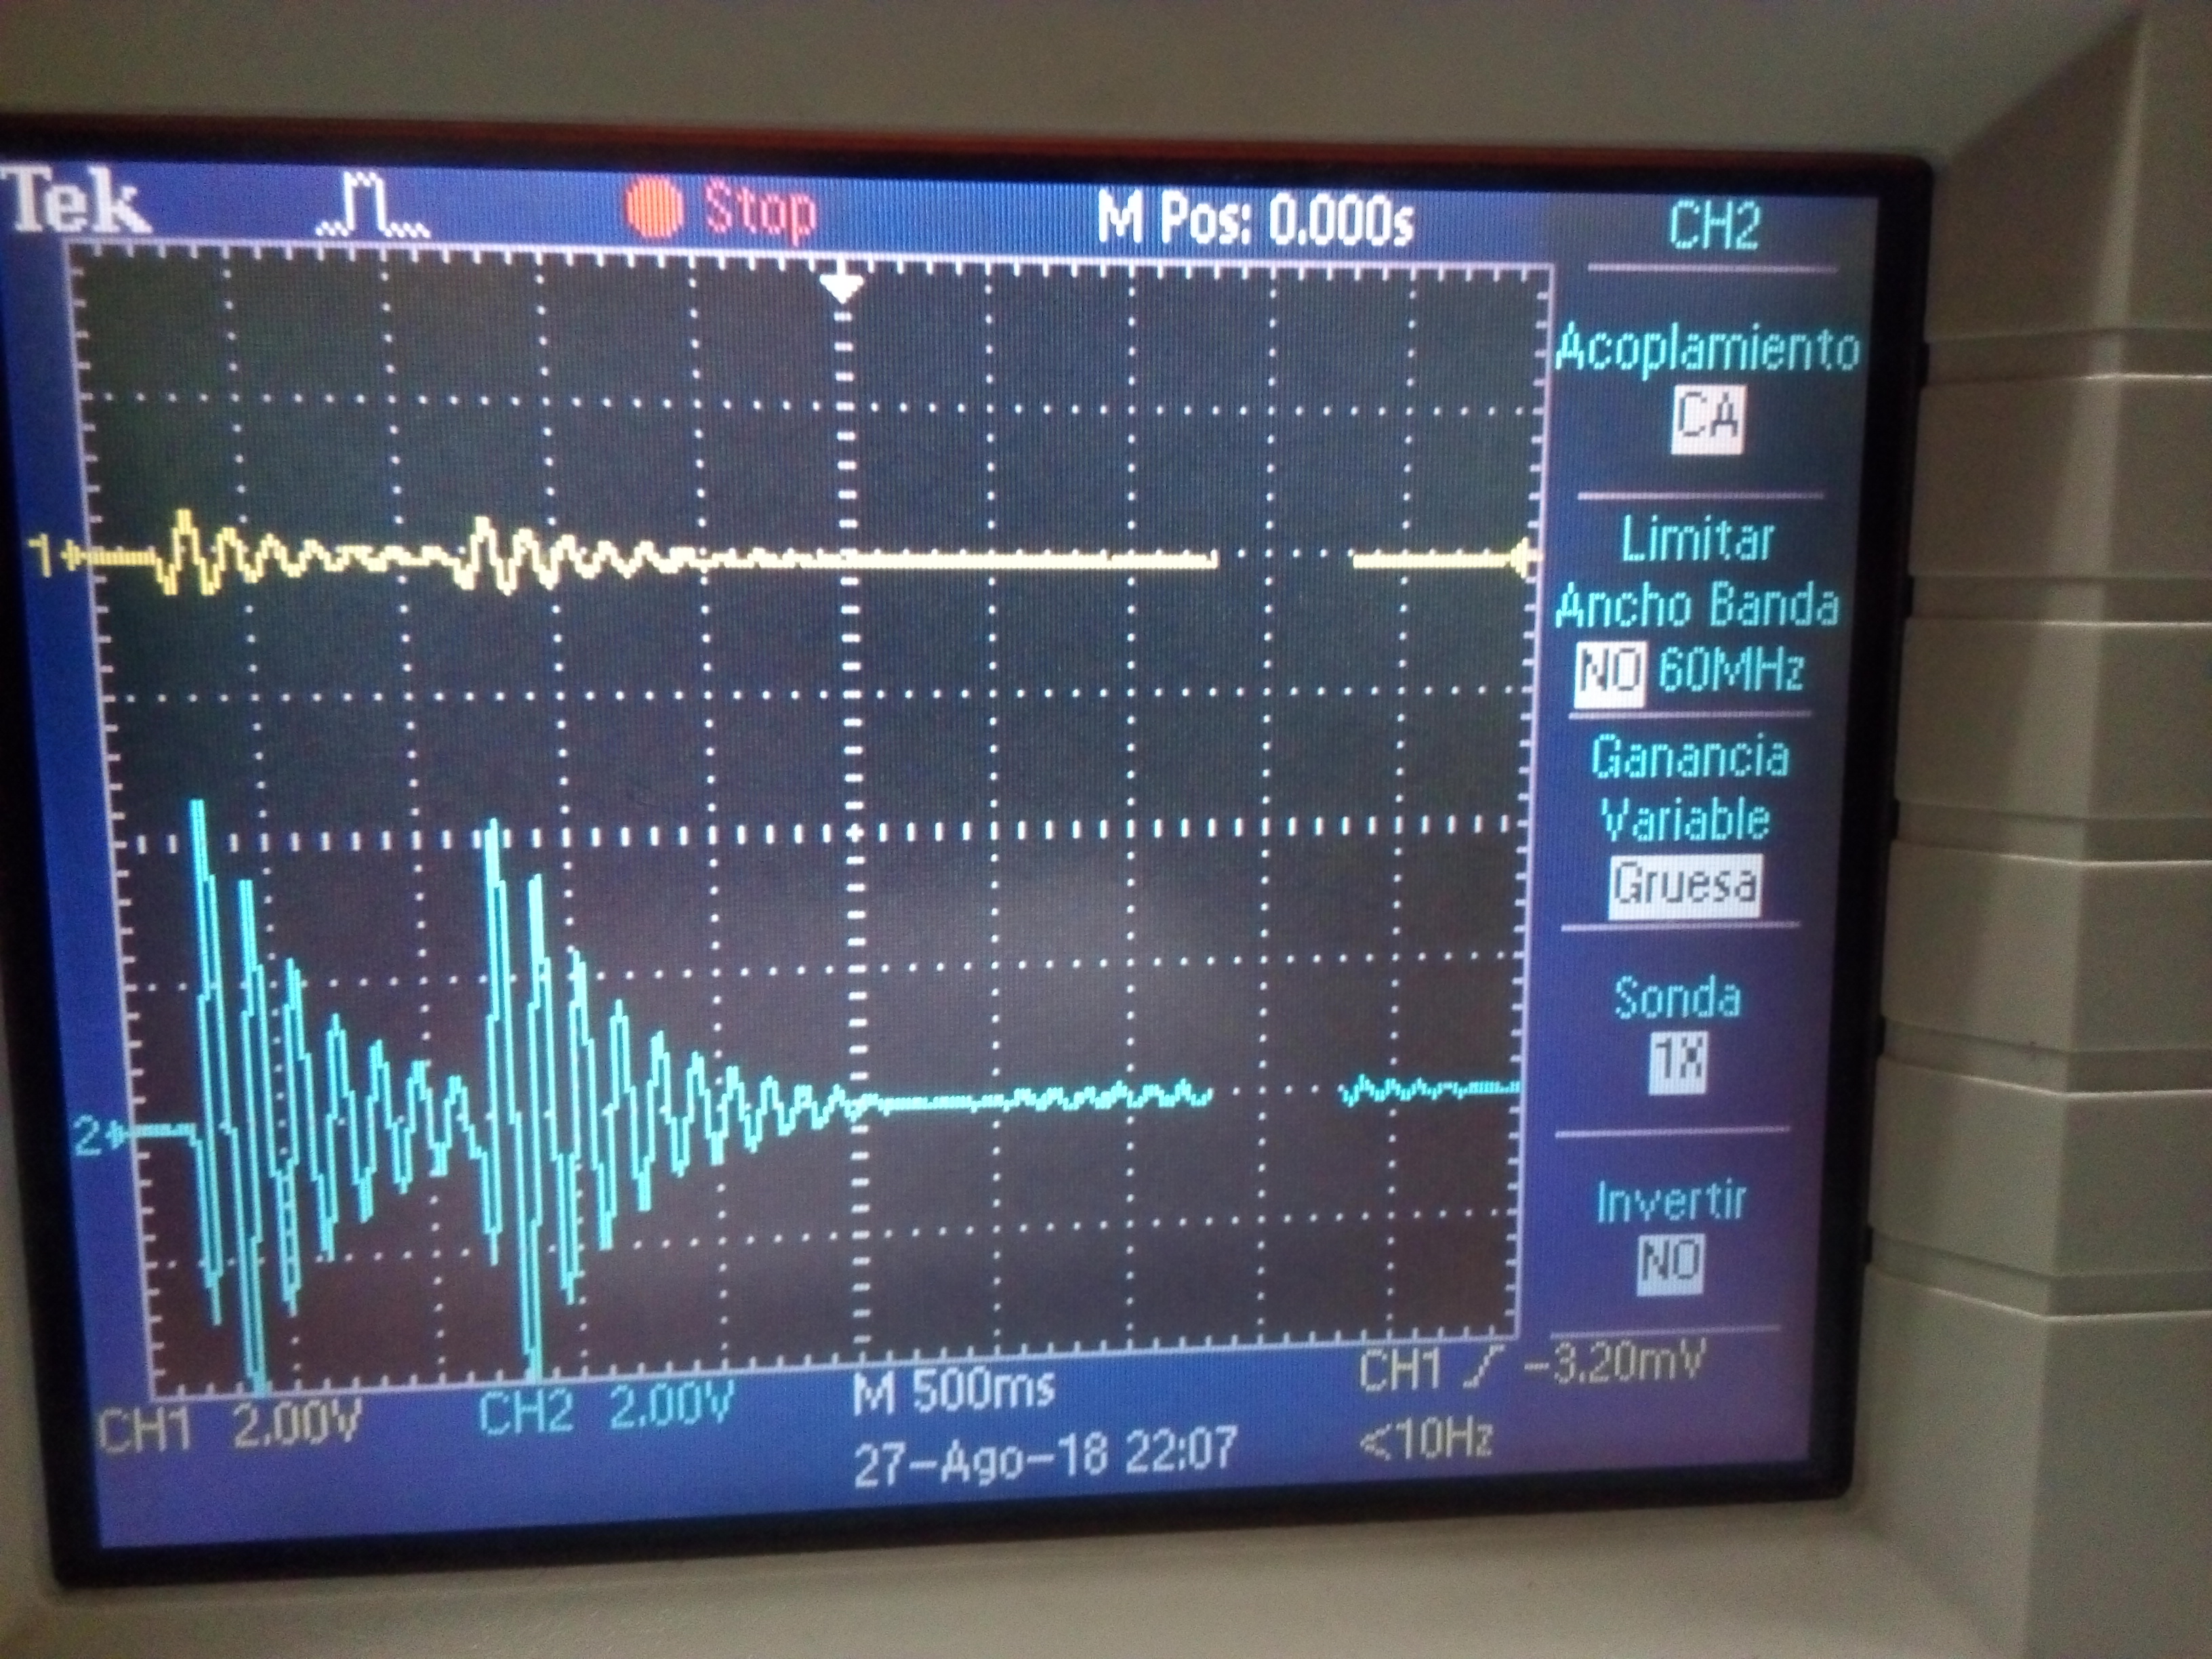 Tek Stop M Pos: 0.000s CH2
Acoplamiento
CA
Limitar
Ancho Banda
NO 60MHz
Ganancia
Variable
Gruesa
Sonda
1X
Invertir
NO
1
2
CH1 2.00V CH2 2.00V M 500ms CH1 -3.20mV
27-Ago-18 22:07 <10Hz